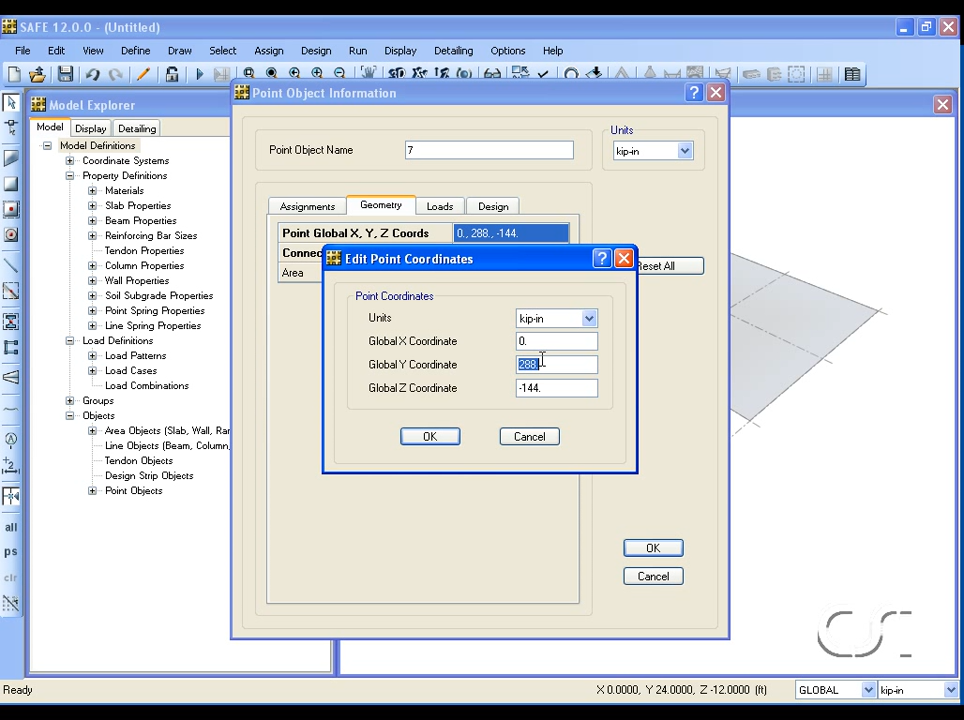 SAFE 12.0.0 - (Untitled)
File Edit View Define Draw Select Assign Design Run Display Detailing Options Help
Model Explorer
Model Display Detailing
Model Definitions
Coordinate Systems
Property Definitions
Materials
Slab Properties
Beam Properties
Reinforcing Bar Sizes
Tendon Properties
Column Properties
Wall Properties
Soil Subgrade Properties
Point Spring Properties
Line Spring Properties
Load Definitions
Load Patterns
Load Cases
Load Combinations
Groups
Objects
Area Objects (Slab, Wall, Ra
Line Objects (Beam, Column,
Tendon Objects
Design Strip Objects
Point Objects
all
ps
clr
Point Object Information
Point Object Name 7
Units
kip-in
Assignments Geometry Loads Design
Point Global X, Y, Z Coords 0., 288., -144.
Connec
Area
Reset All
OK
Cancel
Edit Point Coordinates
Point Coordinates
Units kip-in
Global X Coordinate 0.
Global Y Coordinate 288.
Global Z Coordinate -144.
OK Cancel
CSI
Ready X 0.0000, Y 24.0000, Z -12.0000 (ft) GLOBAL kip-in